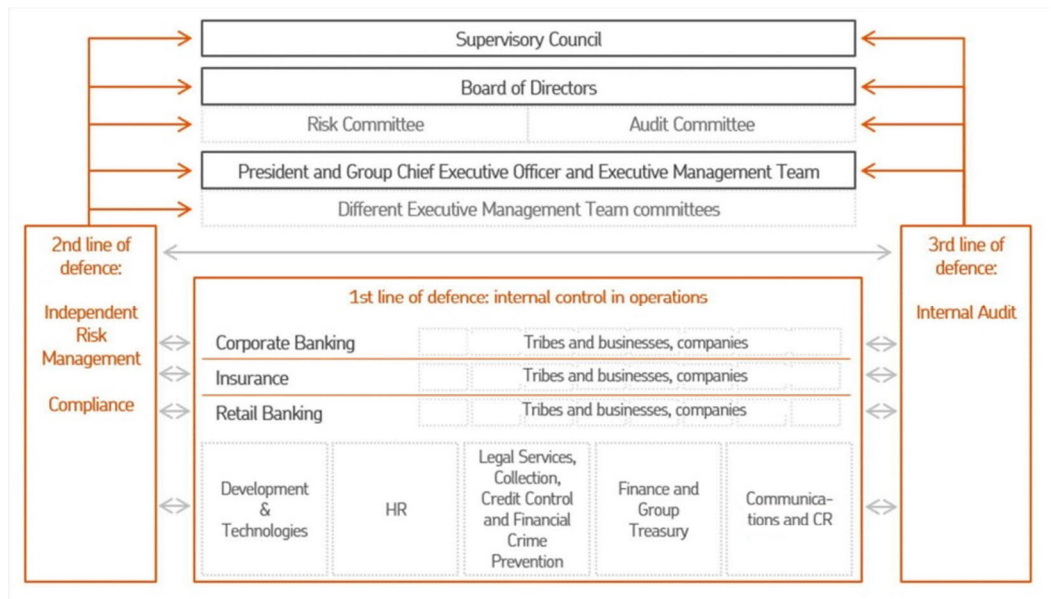 Supervisory Council
Board of Directors
Risk Committee
Audit Committee
President and Group Chief Executive Officer and Executive Management Team
Different Executive Management Team committees
2nd line of
defence:
Independent
Risk
Management
Compliance
3rd line of
defence:
Internal Audit
1st line of defence: internal control in operations
Corporate Banking
Tribes and businesses, companies
Insurance
Tribes and businesses, companies
Retail Banking
Tribes and businesses, companies
Development
&
Technologies
HR
Legal Services,
Collection,
Credit Control
and Financial
Crime
Prevention
Finance and
Group
Treasury
Communica-
tions and CR